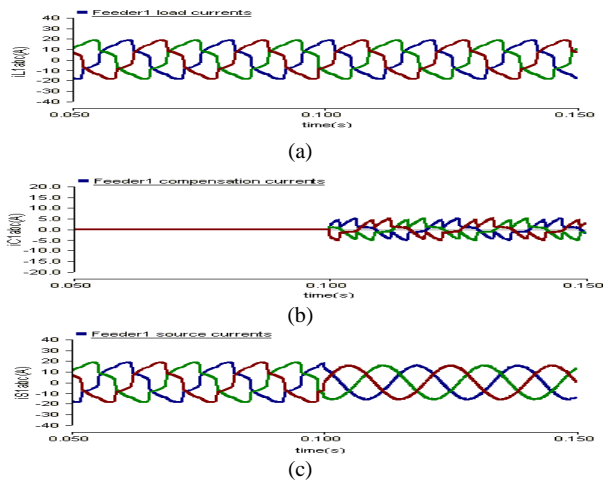 Feeder1 load currents
iL1abc(A)
40
30
20
10
0
-10
-20
-30
-40
0.050 0.100 0.150
time(s)
(a)
Feeder1 compensation currents
iC1abc(A)
20.0
15.0
10.0
5.0
0.0
-5.0
-10.0
-15.0
-20.0
0.050 0.100 0.150
time(s)
(b)
Feeder1 source currents
iS1abc(A)
40
30
20
10
0
-10
-20
-30
-40
0.050 0.100 0.150
time(s)
(c)